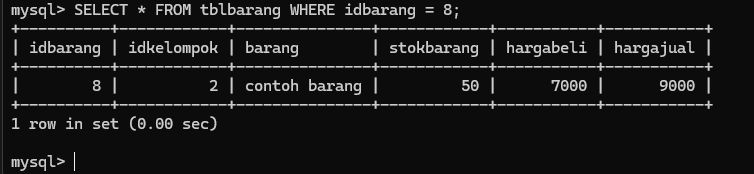 mysql> SELECT * FROM tblbarang WHERE idbarang = 8;
+----------+------------+---------------+------------+-----------+-----------+
| idbarang | idkelompok | barang        | stokbarang | hargabeli | hargajual |
+----------+------------+---------------+------------+-----------+-----------+
|        8 |          2 | contoh barang |         50 |      7000 |      9000 |
+----------+------------+---------------+------------+-----------+-----------+
1 row in set (0.00 sec)
mysql>